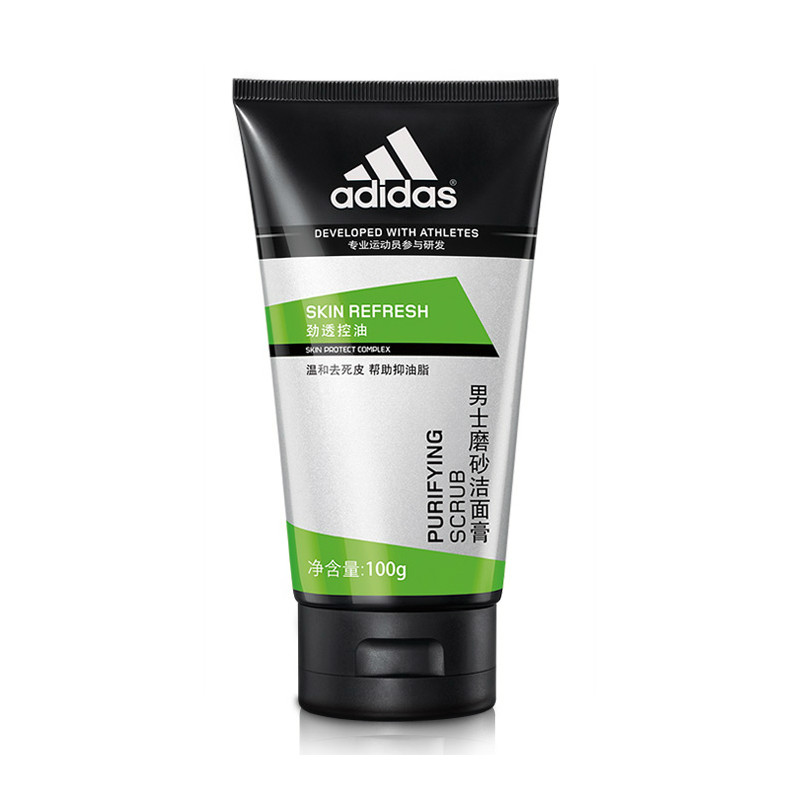 adidas®
DEVELOPED WITH ATHLETES
专业运动员参与研发
SKIN REFRESH
劲透控油
SKIN PROTECT COMPLEX
温和去死皮 帮助抑油脂
PURIFYING
SCRUB
男士磨砂洁面膏
净含量:100g